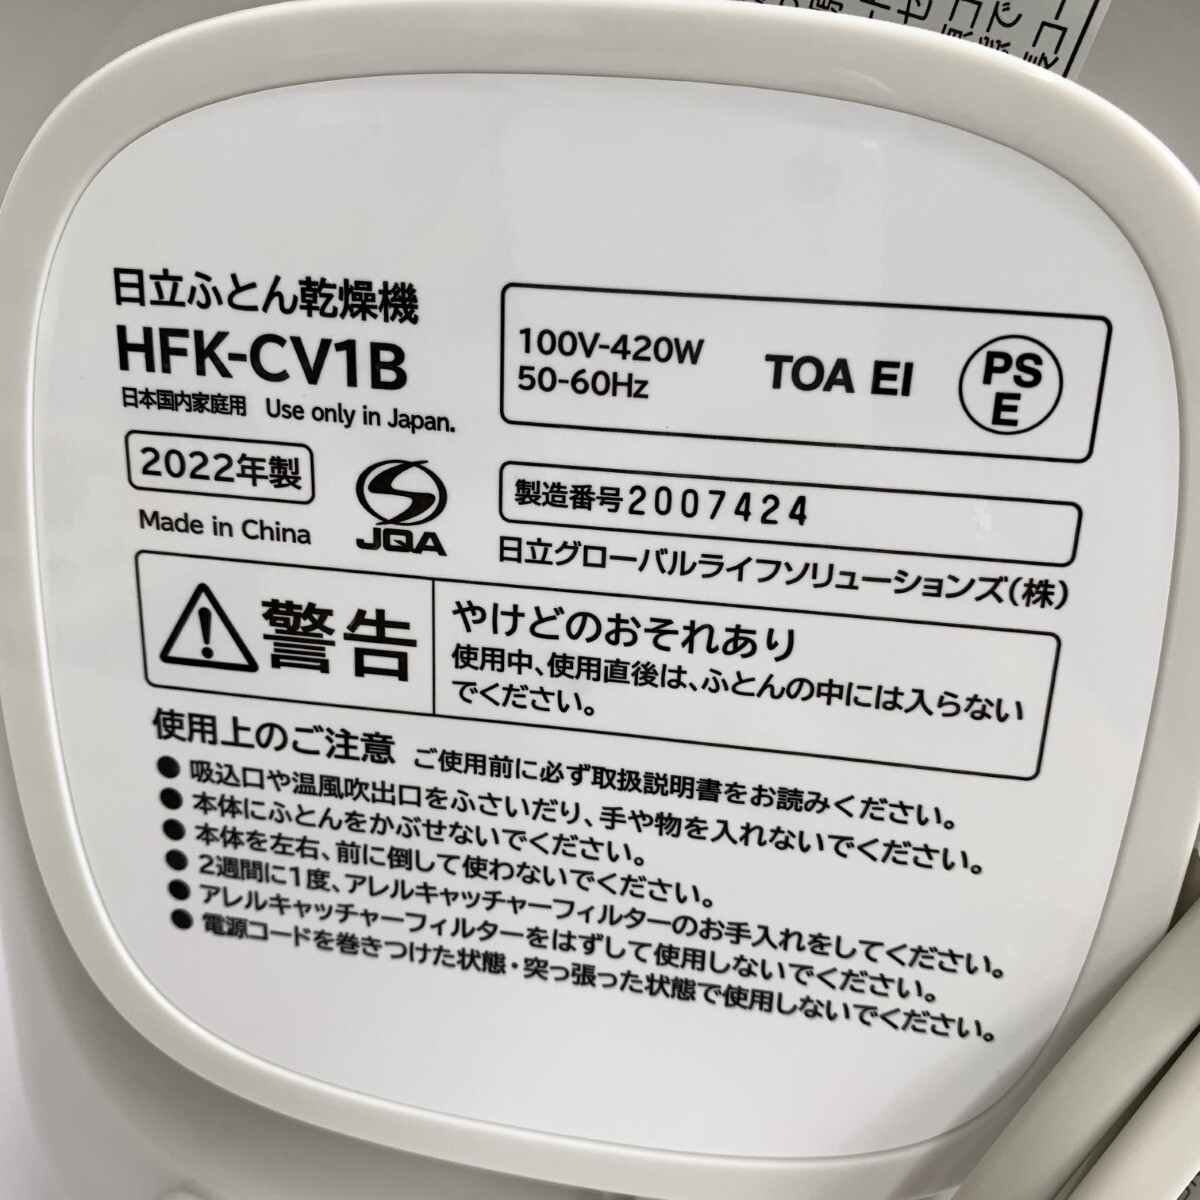 日立ふとん乾燥機
HFK-CV1B
日本国内家庭用 Use only in Japan.
2022年製
Made in China
JQA
100V-420W
50-60Hz
TOA EI
PS
E
製造番号2007424
日立グローバルライフソリューションズ(株)
警告
やけどのおそれあり
使用中、使用直後は、ふとんの中には入らない
でください。
使用上のご注意 ご使用前に必ず取扱説明書をお読みください。
●吸込口や温風吹出口をふさいだり、手や物を入れないでください。
●本体にふとんをかぶせないでください。
●本体を左右、前に倒して使わないでください。
●2週間に1度、アレルキャッチャーフィルターのお手入れをしてください。
●アレルキャッチャーフィルターをはずして使用しないでください。
●電源コードを巻きつけた状態・突っ張った状態で使用しないでください。